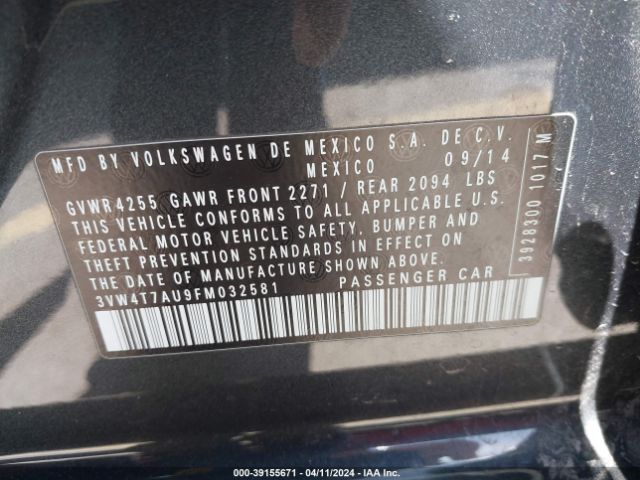 MFD BY VOLKSWAGEN DE MEXICO S.A. DE C.V.
MEXICO 09/14
GVWR4255 GAWR FRONT 2271 / REAR 2094 LBS
THIS VEHICLE CONFORMS TO ALL APPLICABLE U.S.
FEDERAL MOTOR VEHICLE SAFETY, BUMPER AND
THEFT PREVENTION STANDARDS IN EFFECT ON
THE DATE OF MANUFACTURE SHOWN ABOVE.
3VW4T7AU9FM032581 PASSENGER CAR
3928300 1017 M
000-39155671 - 04/11/2024 - IAA Inc.